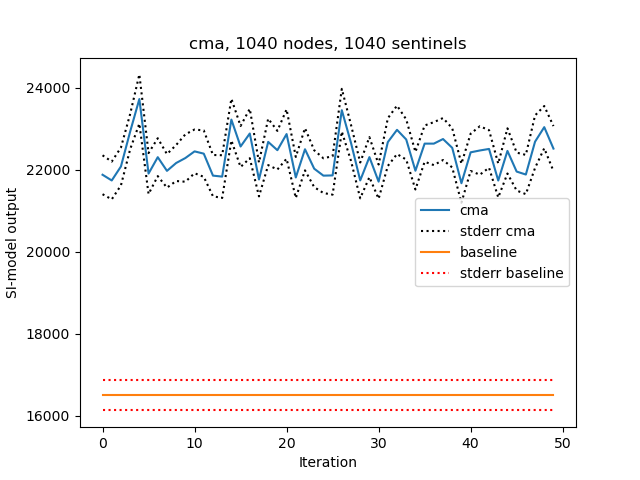 cma, 1040 nodes, 1040 sentinels
SI-model output
24000
22000
20000
18000
16000
cma
stderr cma
baseline
stderr baseline
0 10 20 30 40 50
Iteration